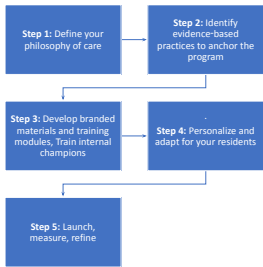 Step 1: Define your
philosophy of care
Step 2: Identify
evidence-based
practices to anchor the
program
Step 3: Develop branded
materials and training
modules, Train internal
champions
.
Step 4: Personalize and
adapt for your residents
Step 5: Launch,
measure, refine